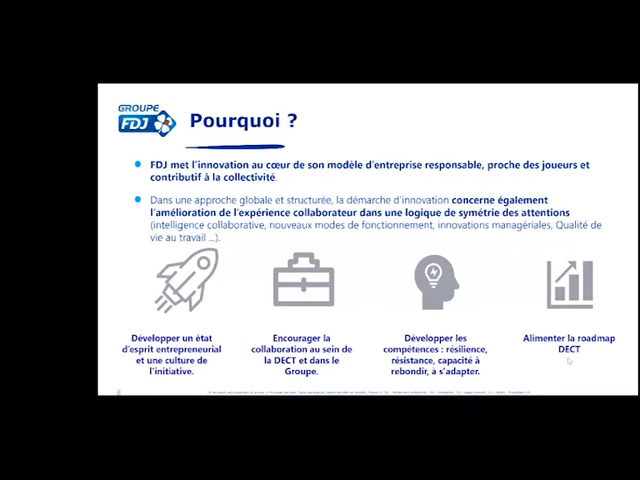 GROUPE
FDJ
Pourquoi ?
FDJ met l'innovation au cœur de son modèle d'entreprise responsable, proche des joueurs et
contributif à la collectivité.
Dans une approche globale et structurée, la démarche d'innovation concerne également
l'amélioration de l'expérience collaborateur dans une logique de symétrie des attentions
(intelligence collaborative, nouveaux modes de fonctionnement, innovations managériales, Qualité de
vie au travail ...).
Développer un état
d'esprit entrepreneurial
et une culture de
l'initiative.
Encourager la
collaboration au sein de
la DECT et dans le
Groupe.
Développer les
compétences : résilience,
résistance, capacité à
rebondir, à s'adapter.
Alimenter la roadmap
DECT